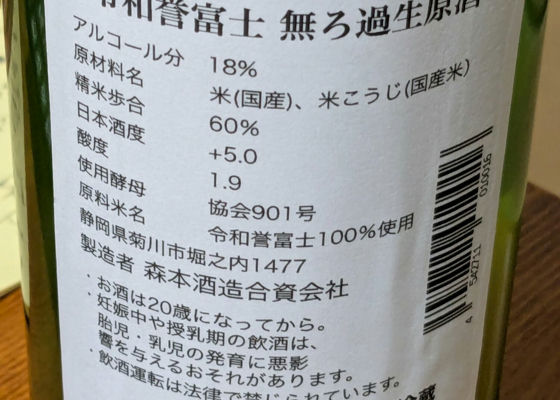 令和誉富士 無ろ過生原酒
アルコール分 18%
原材料名 米(国産)、米こうじ(国産米)
精米歩合 60%
日本酒度 +5.0
酸度 1.9
使用酵母 協会901号
原料米名 令和誉富士100%使用
静岡県菊川市堀之内1477
製造者 森本酒造合資会社
・お酒は20歳になってから。
・妊娠中や授乳期の飲酒は、
胎児・乳児の発育に悪影
響を与えるおそれがあります。
・飲酒運転は法律で禁じられています。
冷蔵